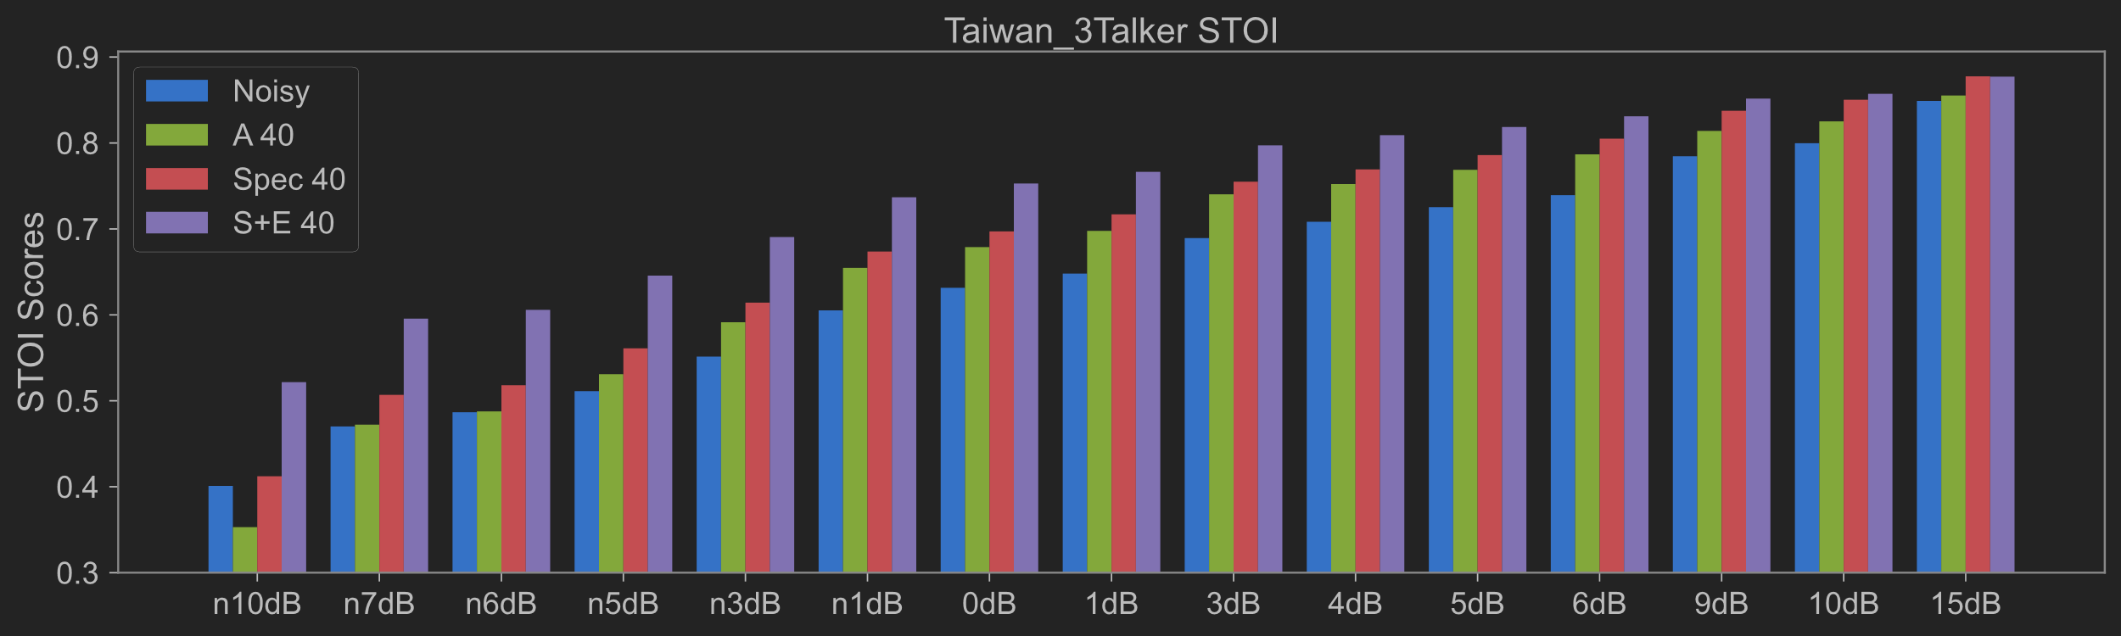 Taiwan_3Talker STOI
STOI Scores
0.9
0.8
0.7
0.6
0.5
0.4
0.3
Noisy
A 40
Spec 40
S+E 40
n10dB n7dB n6dB n5dB n3dB n1dB 0dB 1dB 3dB 4dB 5dB 6dB 9dB 10dB 15dB